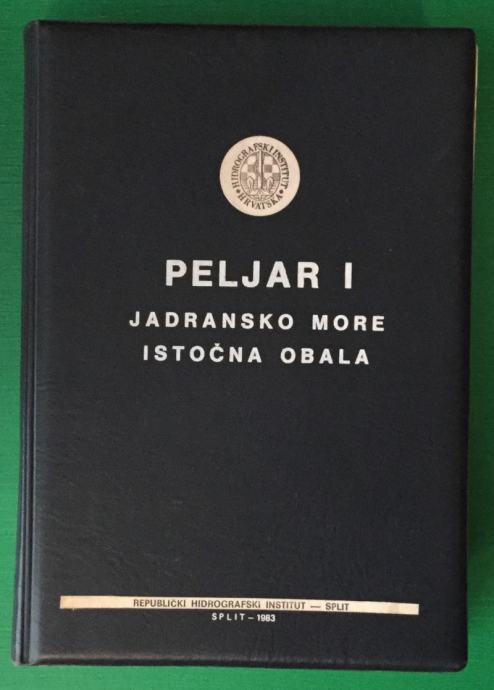 HIDROGRAFSKI INSTITUT
HRVATSKA
PELJAR I
JADRANSKO MORE
ISTOČNA OBALA
REPUBLIČKI HIDROGRAFSKI INSTITUT — SPLIT
SPLIT – 1983